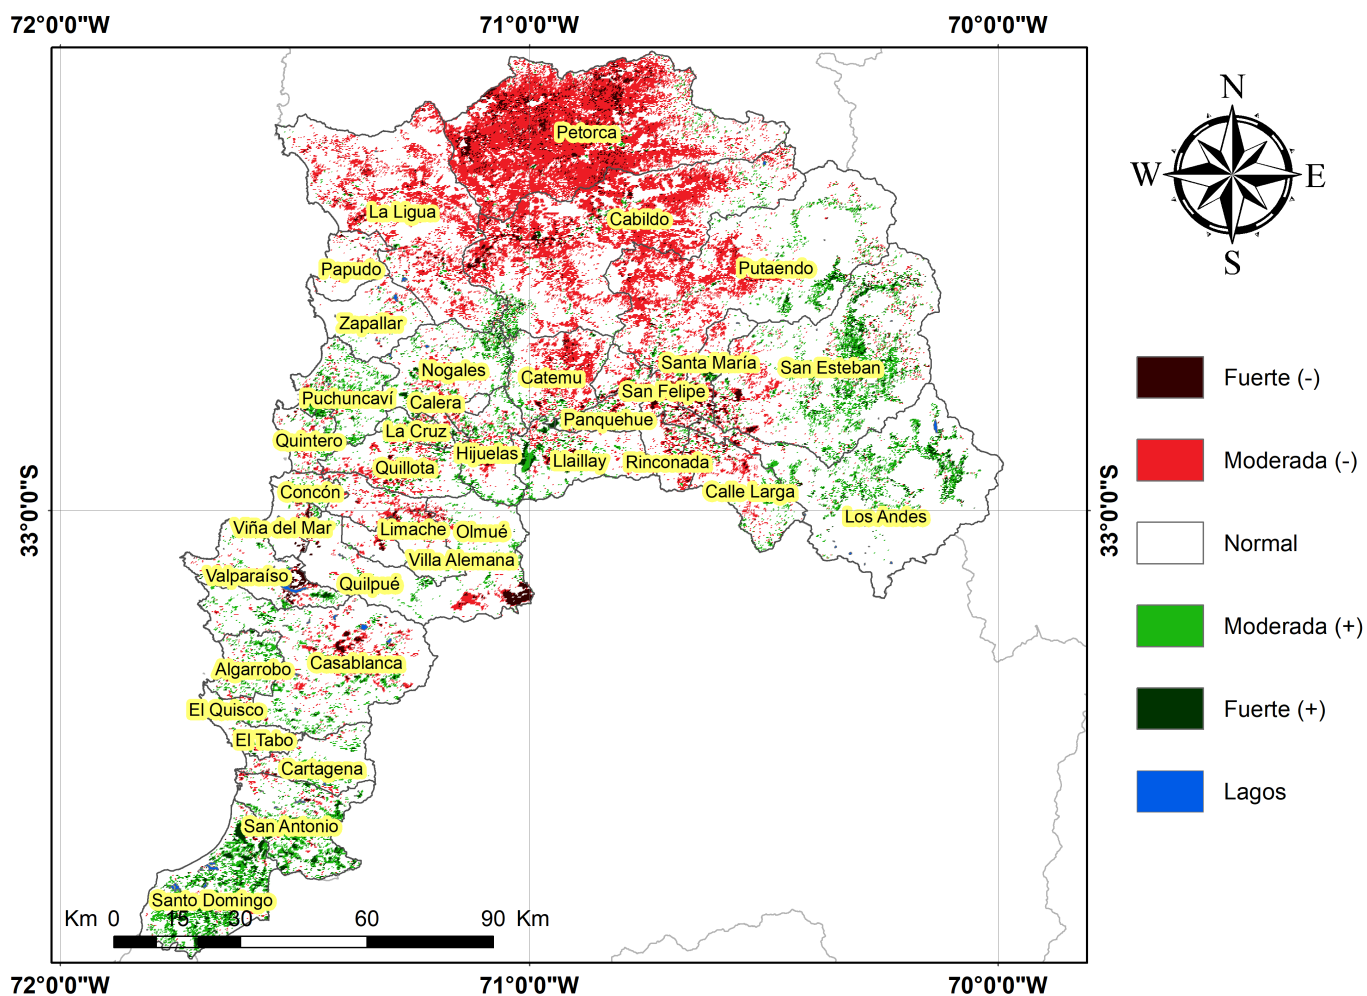 72°0'0"W 71°0'0"W 70°0'0"W
N
W E
S
Petorca
La Ligua
Cabildo
Papudo
Putaendo
Zapallar
Nogales
Santa María
San Esteban
Catemu
Puchuncaví
San Felipe
Calera
Panquehue
La Cruz
Quintero
Hijuelas
Llaillay
Rinconada
Quillota
Concón
Calle Larga
Los Andes
Viña del Mar
Limache
Olmué
Villa Alemana
Valparaíso
Quilpué
Casablanca
Algarrobo
El Quisco
El Tabo
Cartagena
San Antonio
Santo Domingo
33°0'0"S
33°0'0"S
Fuerte (-)
Moderada (-)
Normal
Moderada (+)
Fuerte (+)
Lagos
Km 0 15 30 60 90 Km
72°0'0"W 71°0'0"W 70°0'0"W